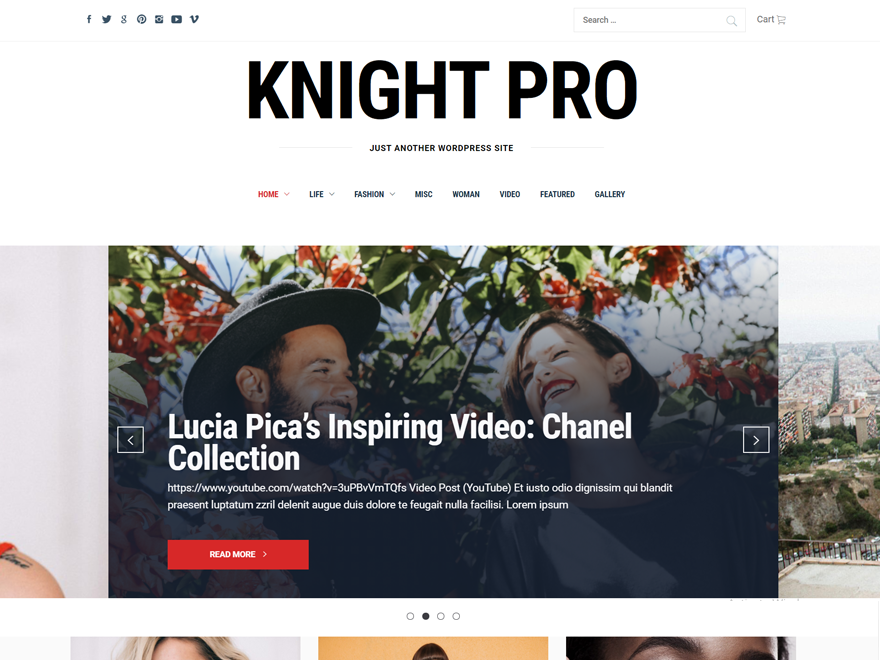 Search ...
Cart
KNIGHT PRO
JUST ANOTHER WORDPRESS SITE
HOME LIFE FASHION MISC WOMAN VIDEO FEATURED GALLERY
Lucia Pica’s Inspiring Video: Chanel
Collection
https://www.youtube.com/watch?v=3uPBvVmTQfs Video Post (YouTube) Et iusto odio dignissim qui blandit
praesent luptatum zzril delenit augue duis dolore te feugait nulla facilisi. Lorem ipsum
READ MORE